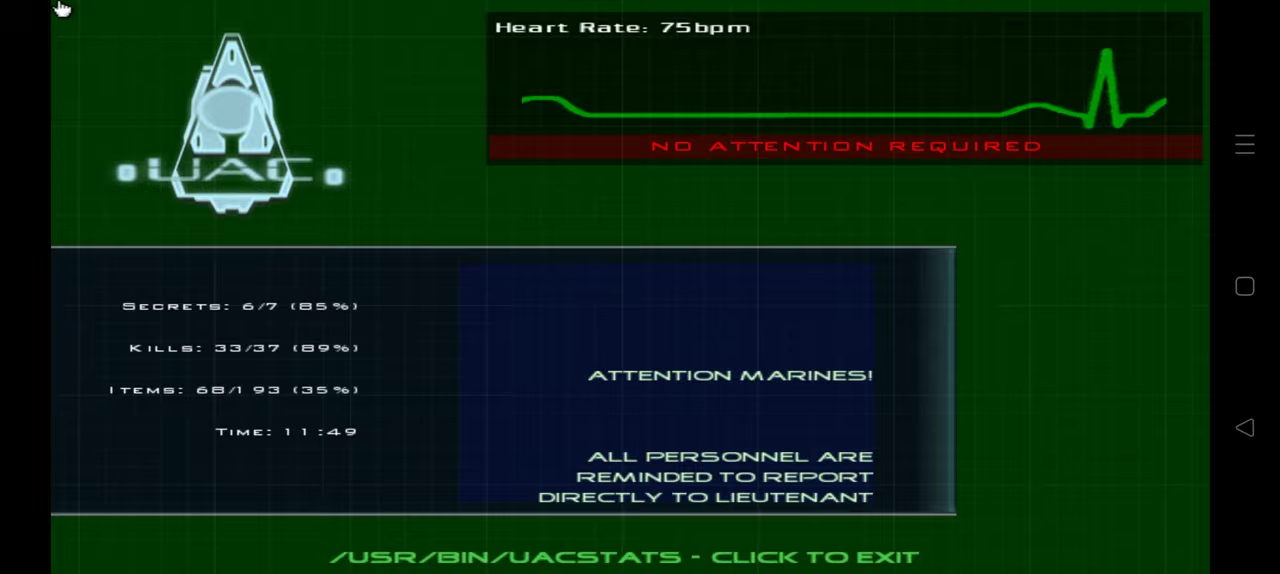 Heart Rate: 75bpm
NO ATTENTION REQUIRED
UAC
Secrets: 6/7 (85%)
Kills: 33/37 (89%)
Items: 68/193 (35%)
Time: 11:49
ATTENTION MARINES!
ALL PERSONNEL ARE
REMINDED TO REPORT
DIRECTLY TO LIEUTENANT
/USR/BIN/UACSTATS - CLICK TO EXIT